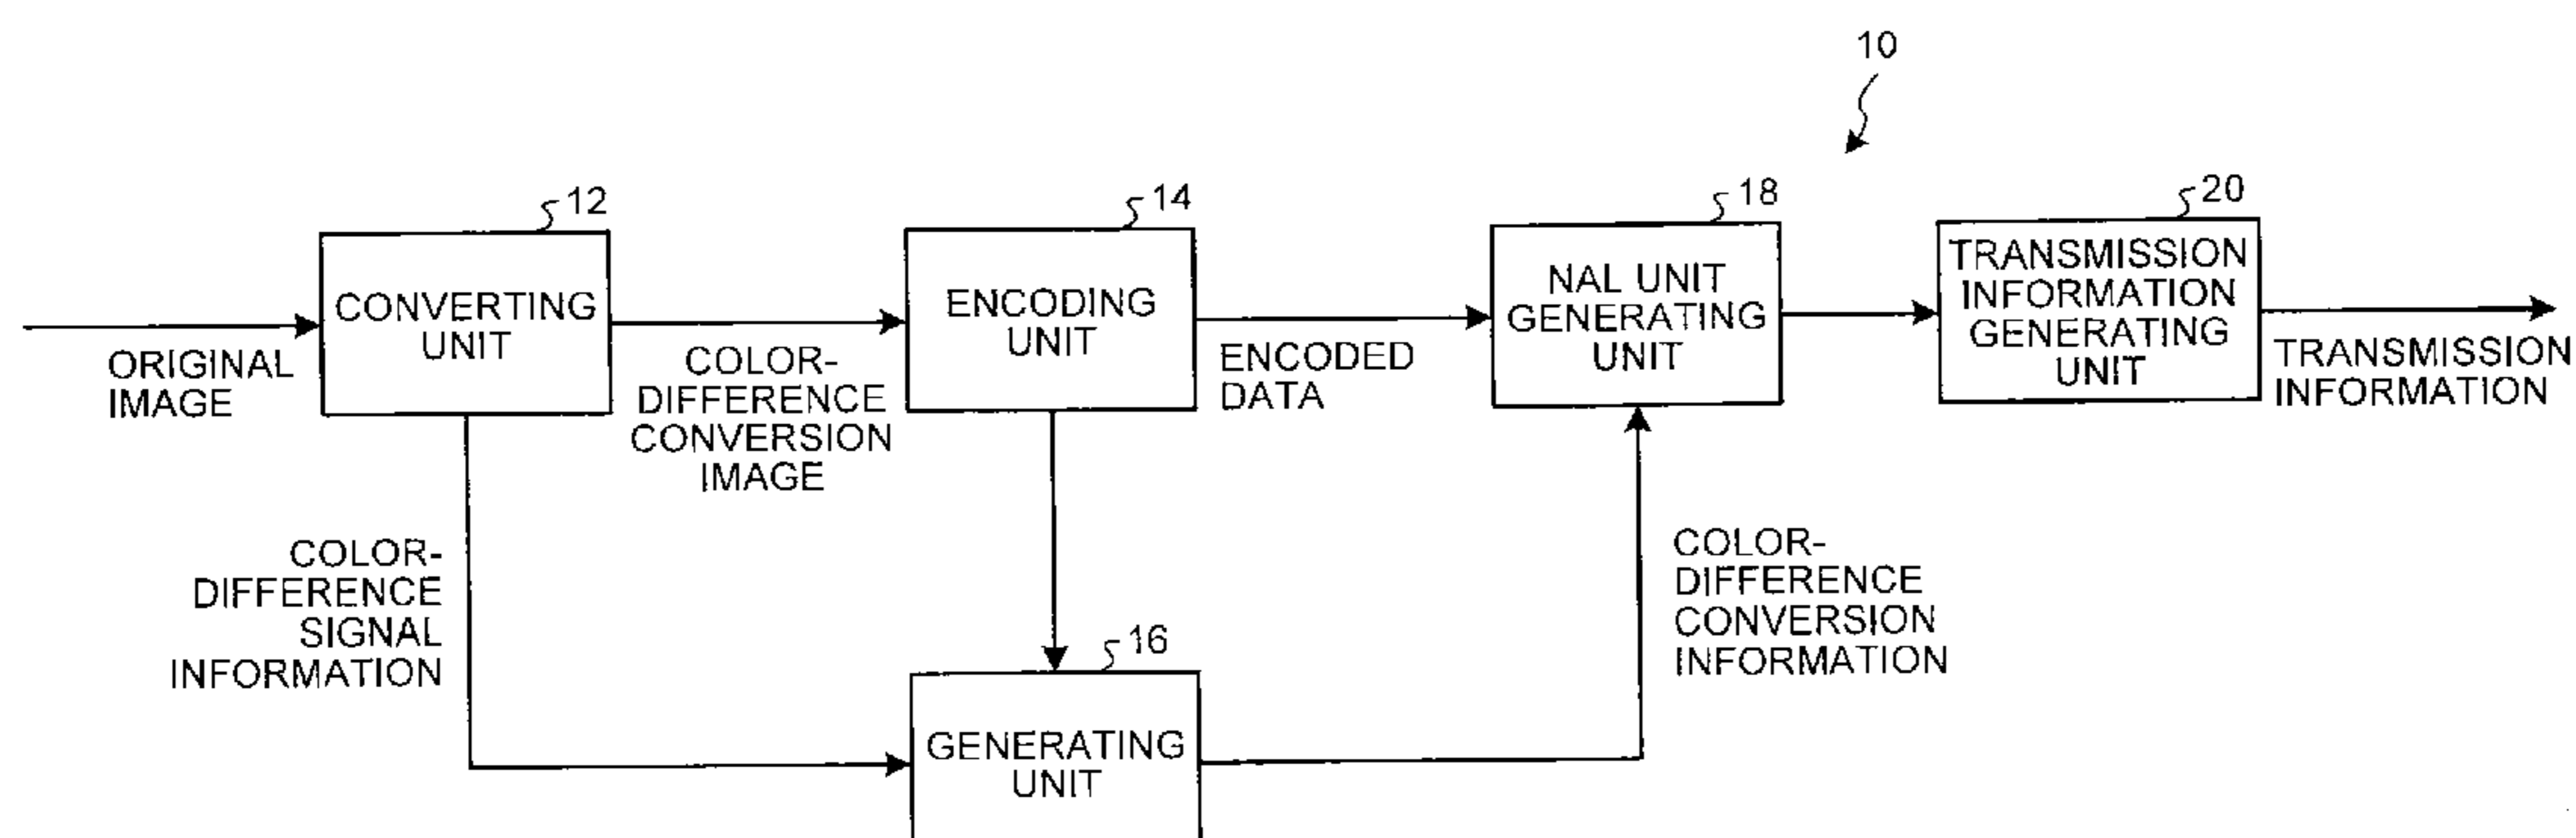 10
12
14
18
20
CONVERTING
UNIT
ENCODING
UNIT
NAL UNIT
GENERATING
UNIT
TRANSMISSION
INFORMATION
GENERATING
UNIT
ORIGINAL
IMAGE
COLOR-
DIFFERENCE
CONVERSION
IMAGE
ENCODED
DATA
TRANSMISSION
INFORMATION
COLOR-
DIFFERENCE
SIGNAL
INFORMATION
16
GENERATING
UNIT
COLOR-
DIFFERENCE
CONVERSION
INFORMATION